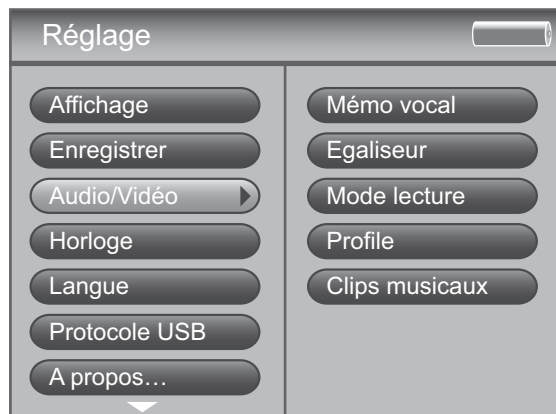 Réglage
Affichage
Enregistrer
Audio/Vidéo
Horloge
Langue
Protocole USB
A propos…
Mémo vocal
Egaliseur
Mode lecture
Profile
Clips musicaux